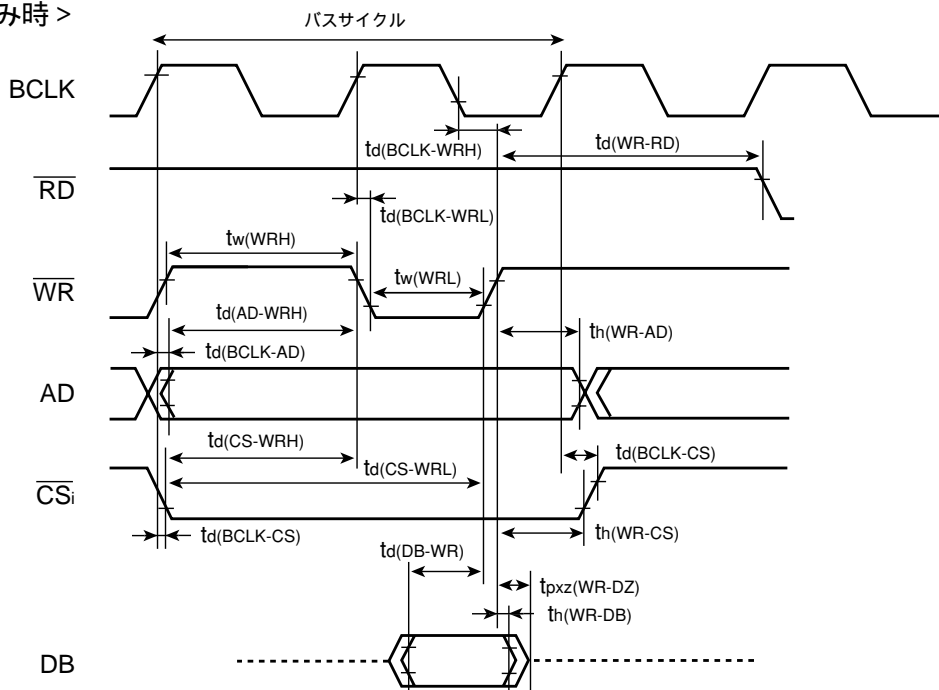 み時 >
バスサイクル
BCLK
td(BCLK-WRH)
td(WR-RD)
RD
td(BCLK-WRL)
tw(WRH)
WR
tw(WRL)
td(AD-WRH)
th(WR-AD)
td(BCLK-AD)
AD
td(CS-WRH)
td(BCLK-CS)
td(CS-WRL)
CSi
td(BCLK-CS)
th(WR-CS)
td(DB-WR)
tpxz(WR-DZ)
th(WR-DB)
DB